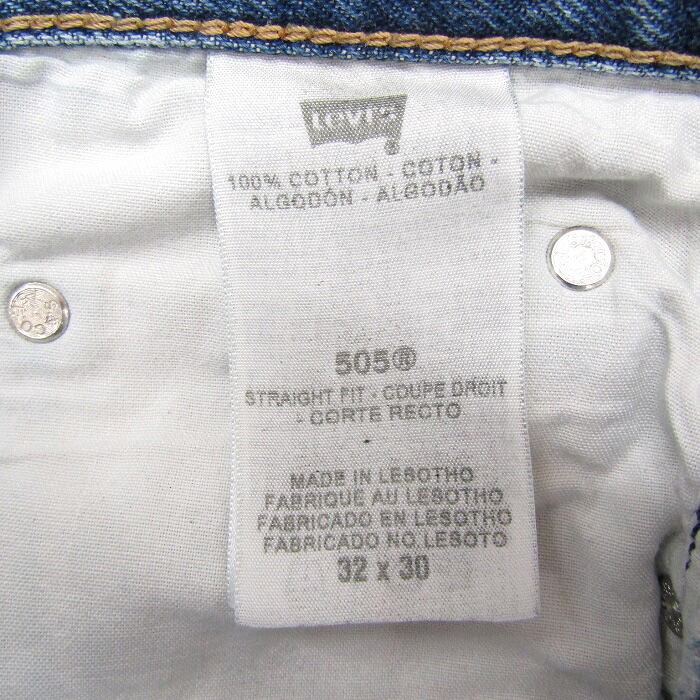 LEVI'S
100% COTTON - COTON -
ALGODÓN - ALGODÃO
505®
STRAIGHT FIT - COUPE DROIT
- CORTE RECTO
MADE IN LESOTHO
FABRIQUE AU LESOTHO
FABRICADO EN LESOTHO
FABRICADO NO LESOTO
32 x 30